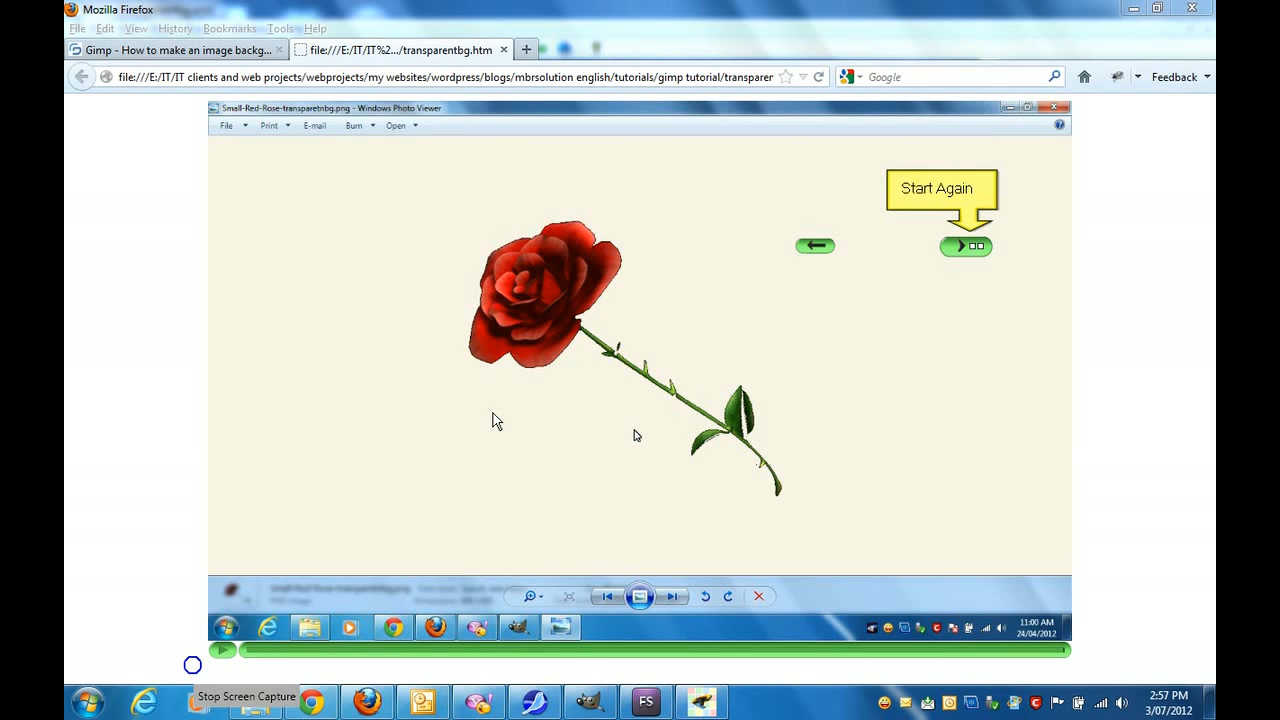 Mozilla Firefox
File Edit View History Bookmarks Tools Help
Gimp - How to make an image backg...
file:///E:/IT/IT%2.../transparentbg.htm
file:///E:/IT/IT clients and web projects/webprojects/my websites/wordpress/blogs/mbrsolution english/tutorials/gimp tutorial/transparer
Google
Feedback
Small-Red-Rose-transparetnbg.png - Windows Photo Viewer
File Print E-mail Burn Open
Start Again
11:00 AM
24/04/2012
Stop Screen Capture
FS
2:57 PM
3/07/2012